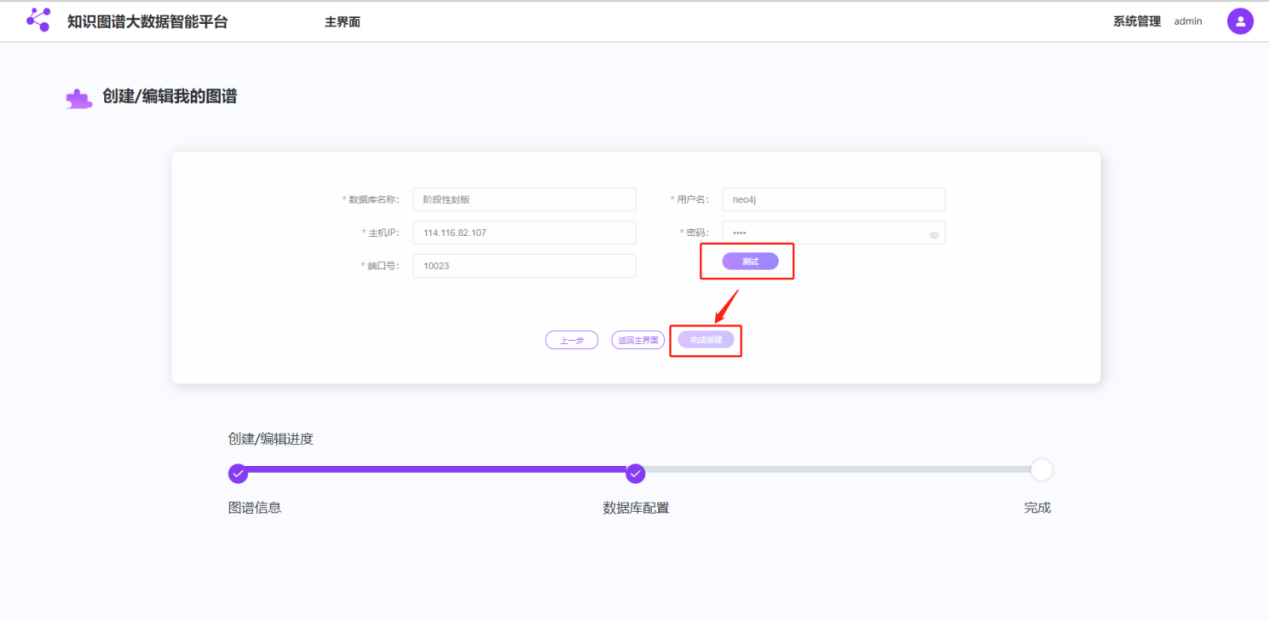 知识图谱大数据智能平台 主界面 系统管理 admin
创建/编辑我的图谱
* 数据库名称: 阶段性封版 * 用户名: neo4j
* 主机IP: 114.116.82.107 * 密码: ••••
* 端口号: 10023 测试
上一步 返回主界面 完成创建
创建/编辑进度
图谱信息 数据库配置 完成